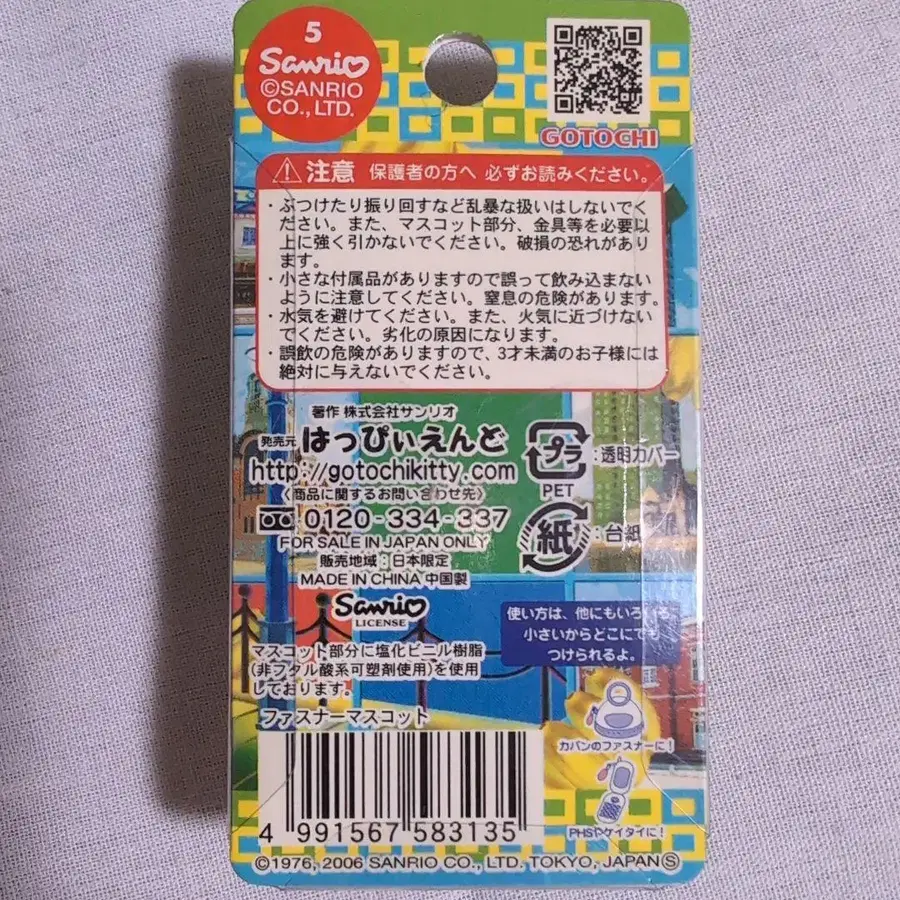 5
Sanrio
©SANRIO
CO., LTD.
GOTOCHI
注意 保護者の方へ 必ずお読みください。
・ぶつけたり振り回すなど乱暴な扱いはしないでく
ださい。また、マスコット部分、金具等を必要以
上に強く引かないでください。破損の恐れがあり
ます。
・小さな付属品がありますので誤って飲み込まない
ように注意してください。窒息の危険があります。
・水気を避けてください。また、火気に近づけない
でください。劣化の原因になります。
・誤飲の危険がありますので、3才未満のお子様には
絶対に与えないでください。
著作 株式会社サンリオ
発売元 はっぴぃえんど
http://gotochikitty.com
〈商品に関するお問い合わせ先〉
0120-334-337
FOR SALE IN JAPAN ONLY
販売地域：日本限定
MADE IN CHINA 中国製
Sanrio
LICENSE
プラ：透明カバー
PET
紙：台紙
マスコット部分に塩化ビニル樹脂
(非フタル酸系可塑剤使用)を使用
しております。
ファスナーマスコット
使い方は、他にもいろいろ
小さいからどこにでも
つけられるよ。
カバンのファスナーに!
PHSやケイタイに!
4 991567 583135
©1976, 2006 SANRIO CO., LTD. TOKYO, JAPAN Ⓢ